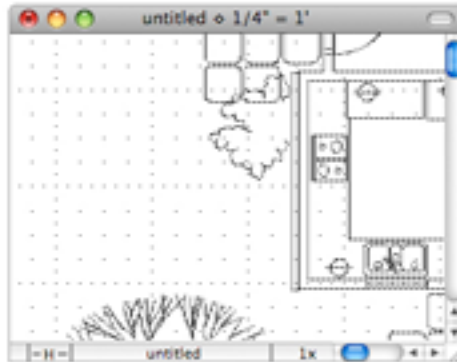 untitled ⋄ 1/4" = 1'
H
untitled
1x